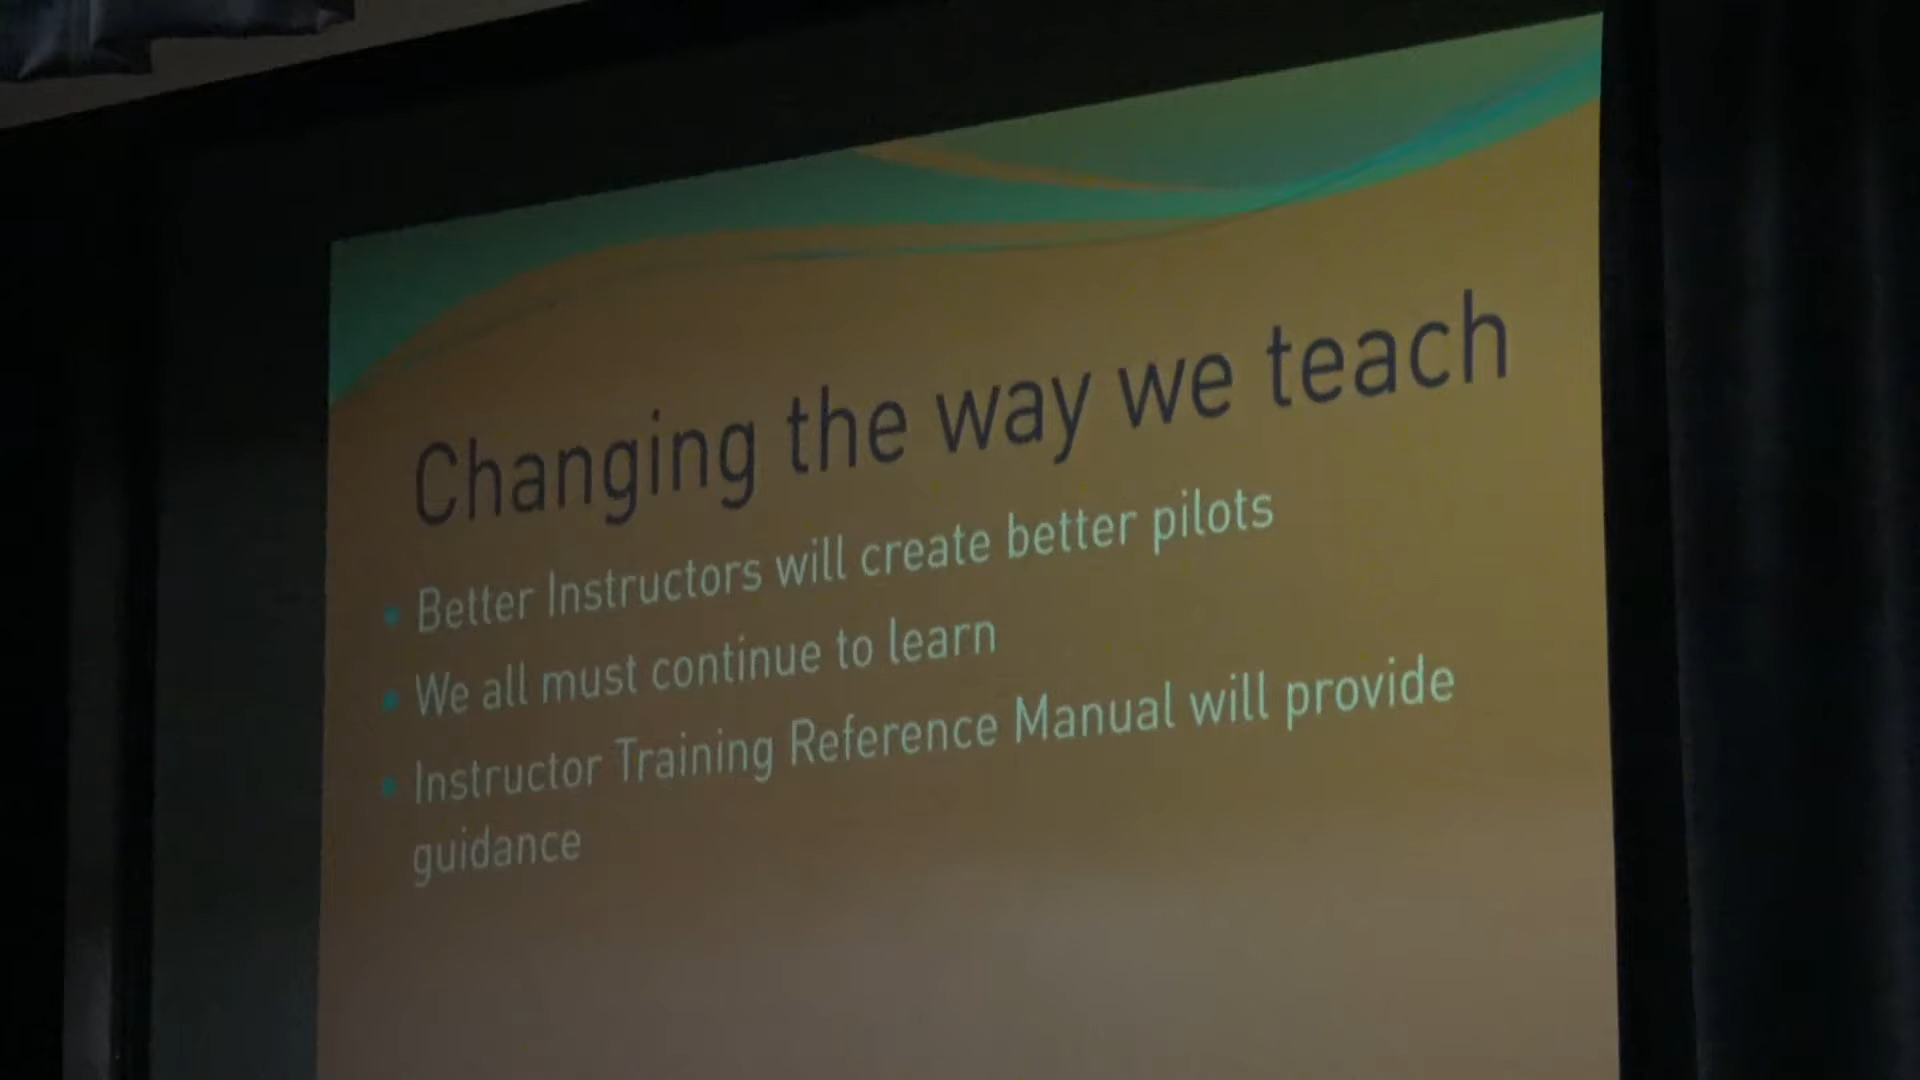 Changing the way we teach
• Better Instructors will create better pilots
• We all must continue to learn
• Instructor Training Reference Manual will provide
guidance